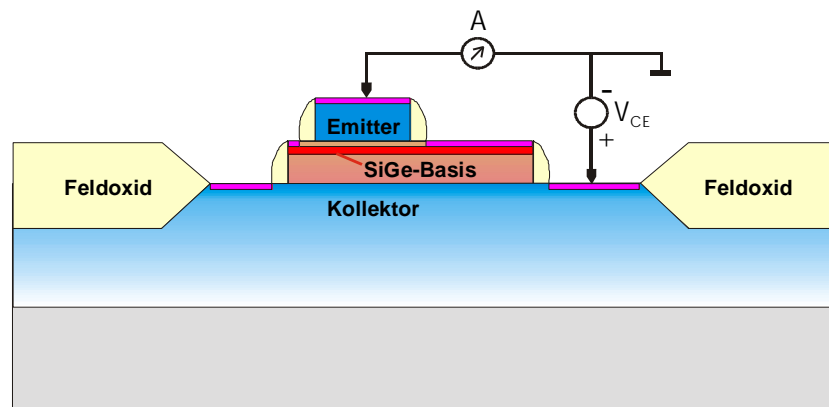 A
-
V_CE
+
Emitter
SiGe-Basis
Feldoxid
Feldoxid
Kollektor